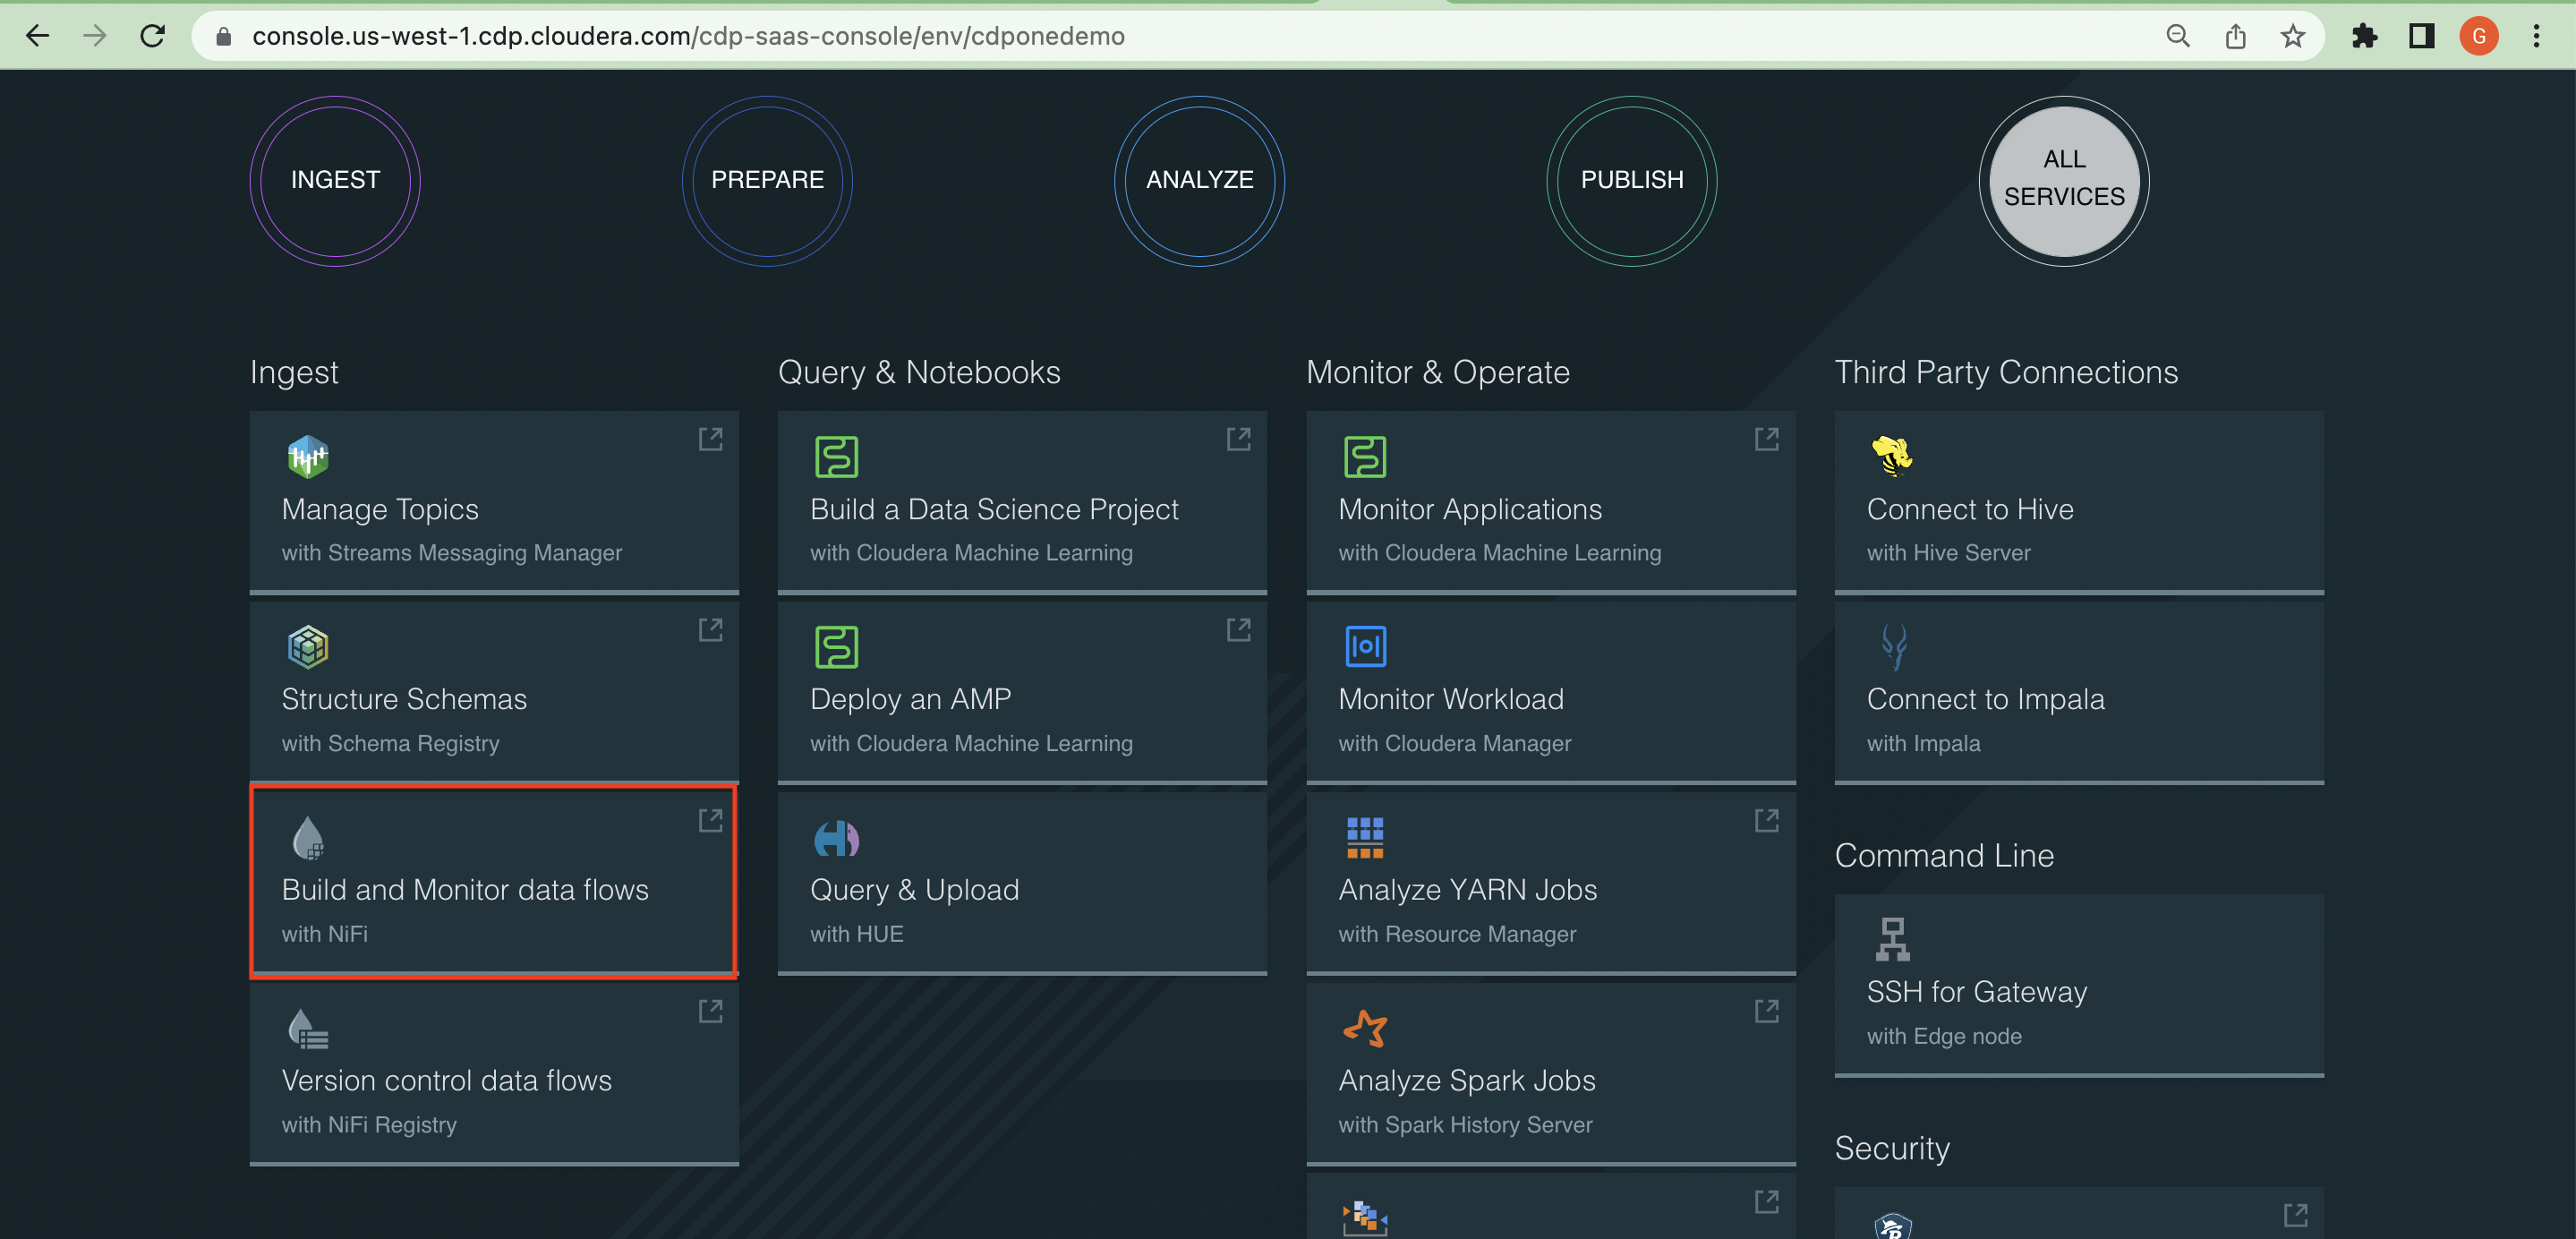 console.us-west-1.cdp.cloudera.com/cdp-saas-console/env/cdponedemo
G
INGEST
PREPARE
ANALYZE
PUBLISH
ALL
SERVICES
Ingest
Manage Topics
with Streams Messaging Manager
Structure Schemas
with Schema Registry
Build and Monitor data flows
with NiFi
Version control data flows
with NiFi Registry
Query & Notebooks
Build a Data Science Project
with Cloudera Machine Learning
Deploy an AMP
with Cloudera Machine Learning
Query & Upload
with HUE
Monitor & Operate
Monitor Applications
with Cloudera Machine Learning
Monitor Workload
with Cloudera Manager
Analyze YARN Jobs
with Resource Manager
Analyze Spark Jobs
with Spark History Server
Third Party Connections
Connect to Hive
with Hive Server
Connect to Impala
with Impala
Command Line
SSH for Gateway
with Edge node
Security